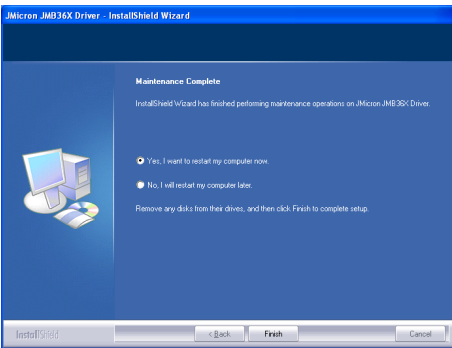 JMicron JMB36X Driver - InstallShield Wizard
Maintenance Complete
InstallShield Wizard has finished performing maintenance operations on JMicron JMB36X Driver.
Yes, I want to restart my computer now.
No, I will restart my computer later.
Remove any disks from their drives, and then click Finish to complete setup.
InstallShield
< Back
Finish
Cancel